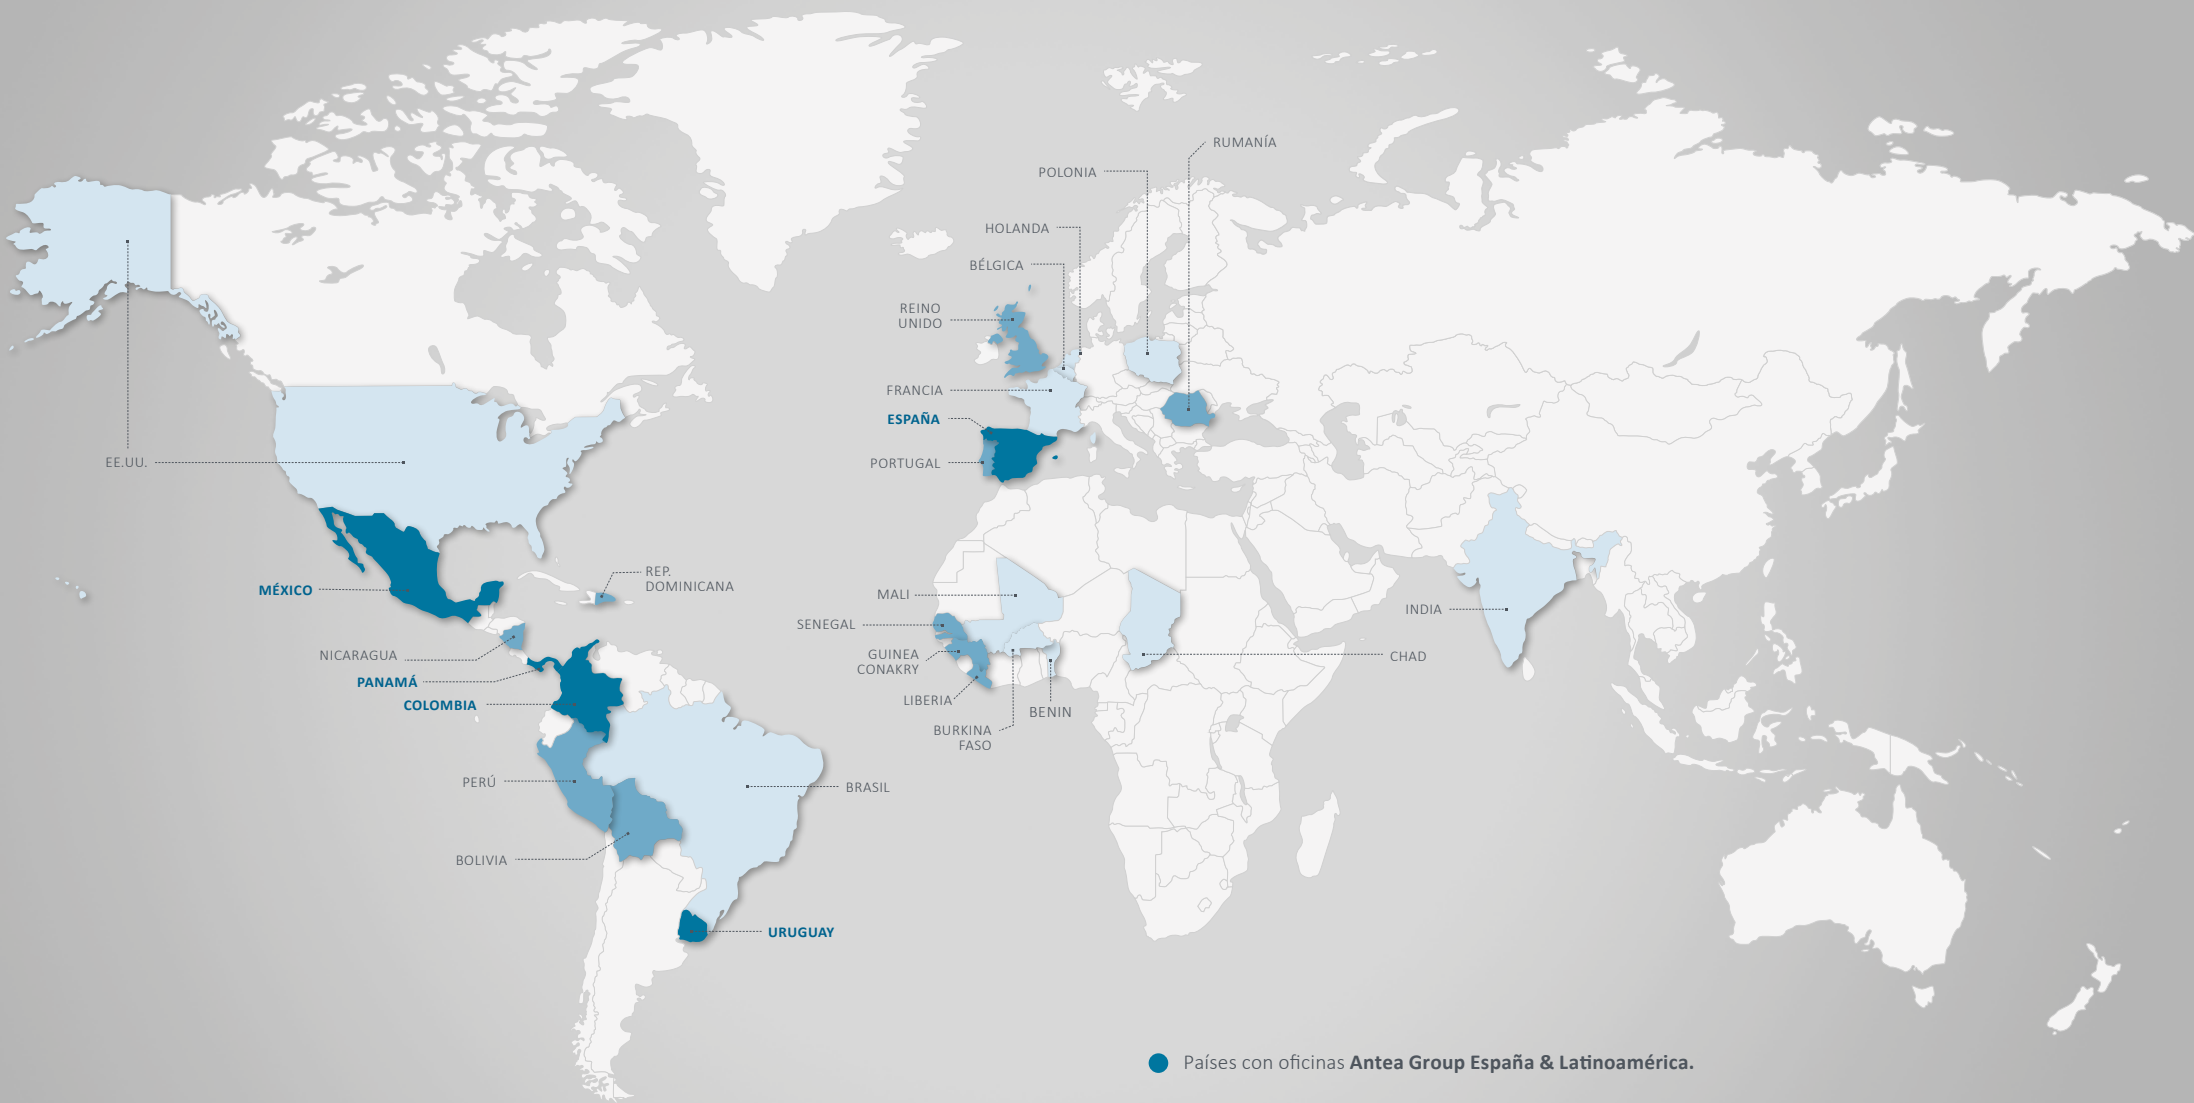 RUMANÍA
POLONIA
HOLANDA
BÉLGICA
REINO
UNIDO
FRANCIA
ESPAÑA
PORTUGAL
EE.UU.
MÉXICO
REP.
DOMINICANA
NICARAGUA
PANAMÁ
COLOMBIA
PERÚ
BOLIVIA
BRASIL
URUGUAY
MALI
SENEGAL
GUINEA
CONAKRY
LIBERIA
BURKINA
FASO
BENIN
CHAD
INDIA
Países con oficinas Antea Group España & Latinoamérica.